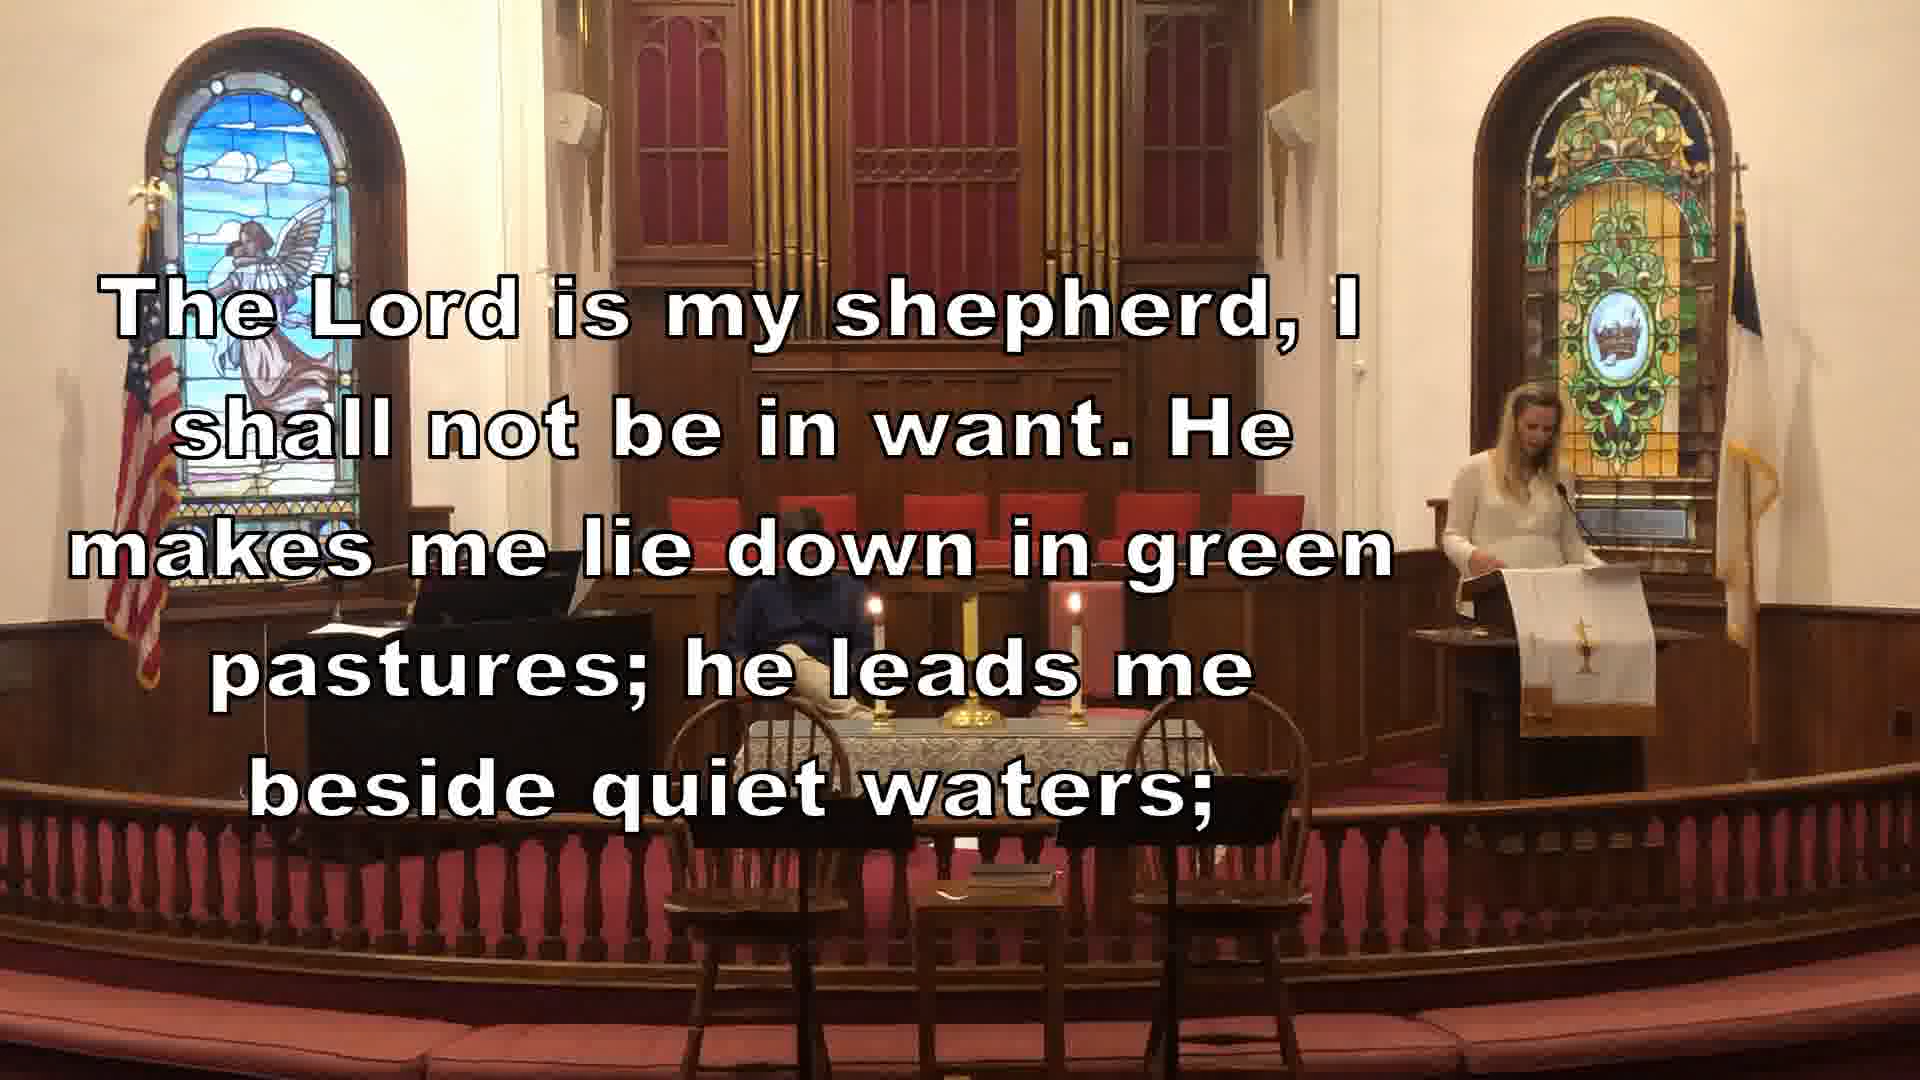 The Lord is my shepherd, I
shall not be in want. He
makes me lie down in green
pastures; he leads me
beside quiet waters;